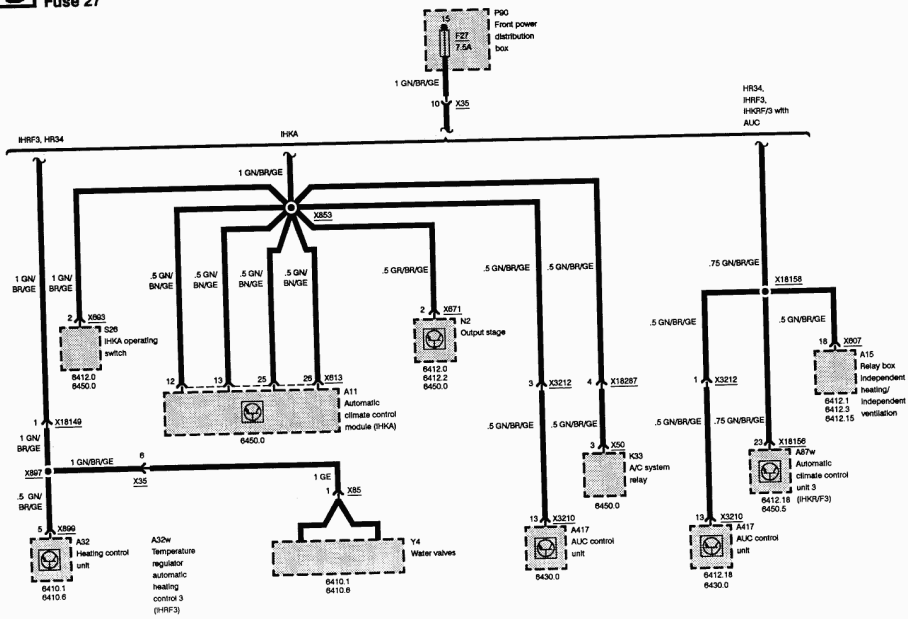 Fuse 27
P90
Front power
distribution
box
15
F27
7.5A
1 GN/BR/GE
10
X35
IHRF3, HR34
IHKA
HR34,
IHRF3,
IHKRF/3 with
AUC
1 GN/BR/GE
X853
1 GN/
BR/GE
1 GN/
BR/GE
.5 GN/
BN/GE
.5 GN/
BN/GE
.5 GN/
BN/GE
.5 GN/
BN/GE
.5 GR/BR/GE
.5 GN/BR/GE
.5 GN/BR/GE
.75 GN/BR/GE
X18158
.5 GN/BR/GE
.5 GN/BR/GE
2
X693
S26
IHKA operating
switch
6412.0
6450.0
2
X671
N2
Output stage
6412.0
6412.2
6450.0
18
X607
A15
Relay box
independent
heating/
independent
ventilation
6412.1
6412.3
6412.15
12
13
25
26
X613
A11
Automatic
climate control
module (IHKA)
6450.0
3
X3212
4
X18287
1
X3212
1
X18149
1 GN/
BR/GE
.5 GN/BR/GE
.5 GN/BR/GE
.5 GN/BR/GE
.75 GN/BR/GE
3
X50
K33
A/C system
relay
6450.0
23
X18156
A87w
Automatic
climate control
unit 3
(IHKR/F3)
6412.18
6450.5
X897
1 GN/BR/GE
6
X35
1 GE
1
X85
.5 GN/
BR/GE
5
X899
A32
Heating control
unit
6410.1
6410.6
A32w
Temperature
regulator
automatic
heating
control 3
(IHRF3)
Y4
Water valves
6410.1
6410.6
13
X3210
A417
AUC control
unit
6430.0
13
X3210
A417
AUC control
unit
6412.18
6430.0